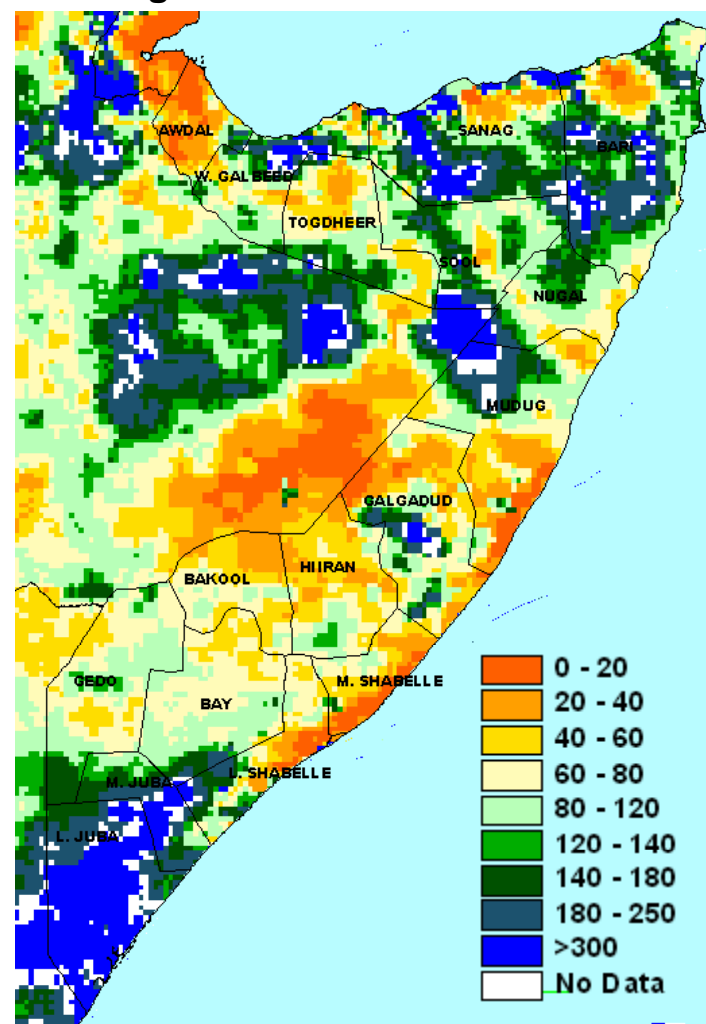 AWDAL
SANAG
BARI
W. GALBEED
TOGDHEER
SOOL
NUGAL
MUDUG
GALGADUD
HIIRAN
BAKOOL
GEDO
BAY
M. SHABELLE
L. SHABELLE
M. JUBA
L. JUBA
0 - 20
20 - 40
40 - 60
60 - 80
80 - 120
120 - 140
140 - 180
180 - 250
>300
No Data